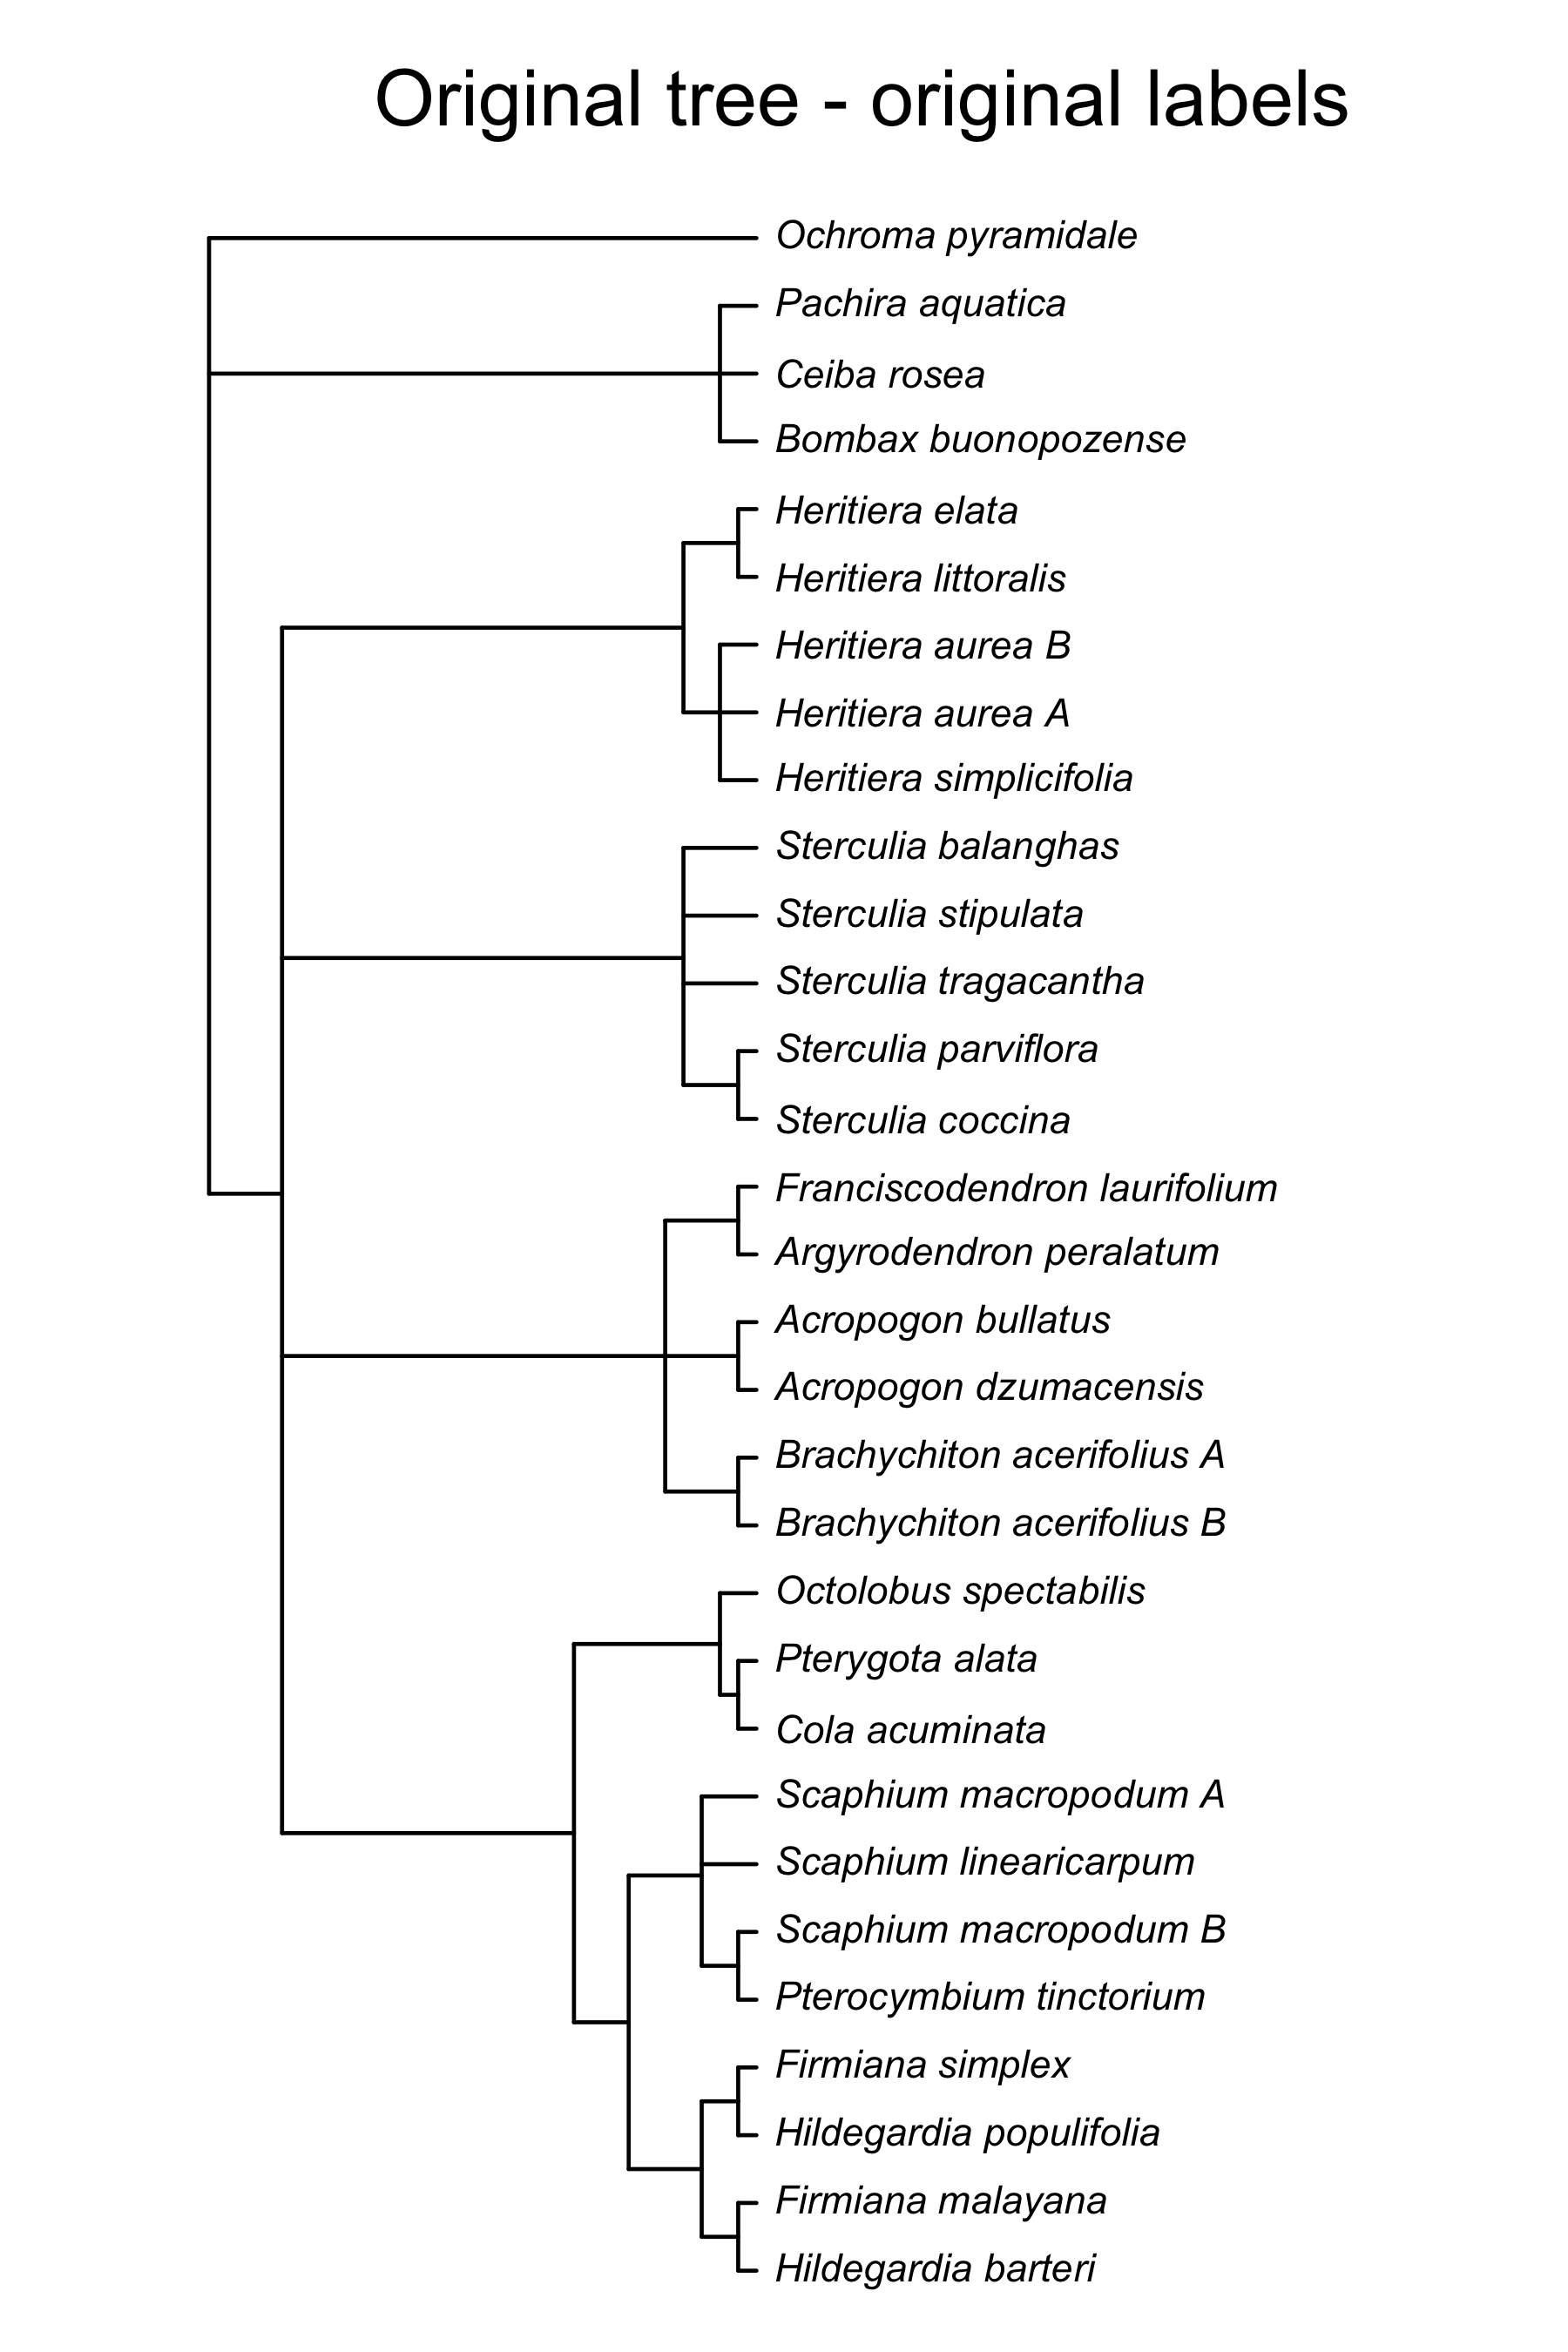 Original tree - original labels
Ochroma pyramidale
Pachira aquatica
Ceiba rosea
Bombax buonopozense
Heritiera elata
Heritiera littoralis
Heritiera aurea B
Heritiera aurea A
Heritiera simplicifolia
Sterculia balanghas
Sterculia stipulata
Sterculia tragacantha
Sterculia parviflora
Sterculia coccina
Franciscodendron laurifolium
Argyrodendron peralatum
Acropogon bullatus
Acropogon dzumacensis
Brachychiton acerifolius A
Brachychiton acerifolius B
Octolobus spectabilis
Pterygota alata
Cola acuminata
Scaphium macropodum A
Scaphium linearicarpum
Scaphium macropodum B
Pterocymbium tinctorium
Firmiana simplex
Hildegardia populifolia
Firmiana malayana
Hildegardia barteri